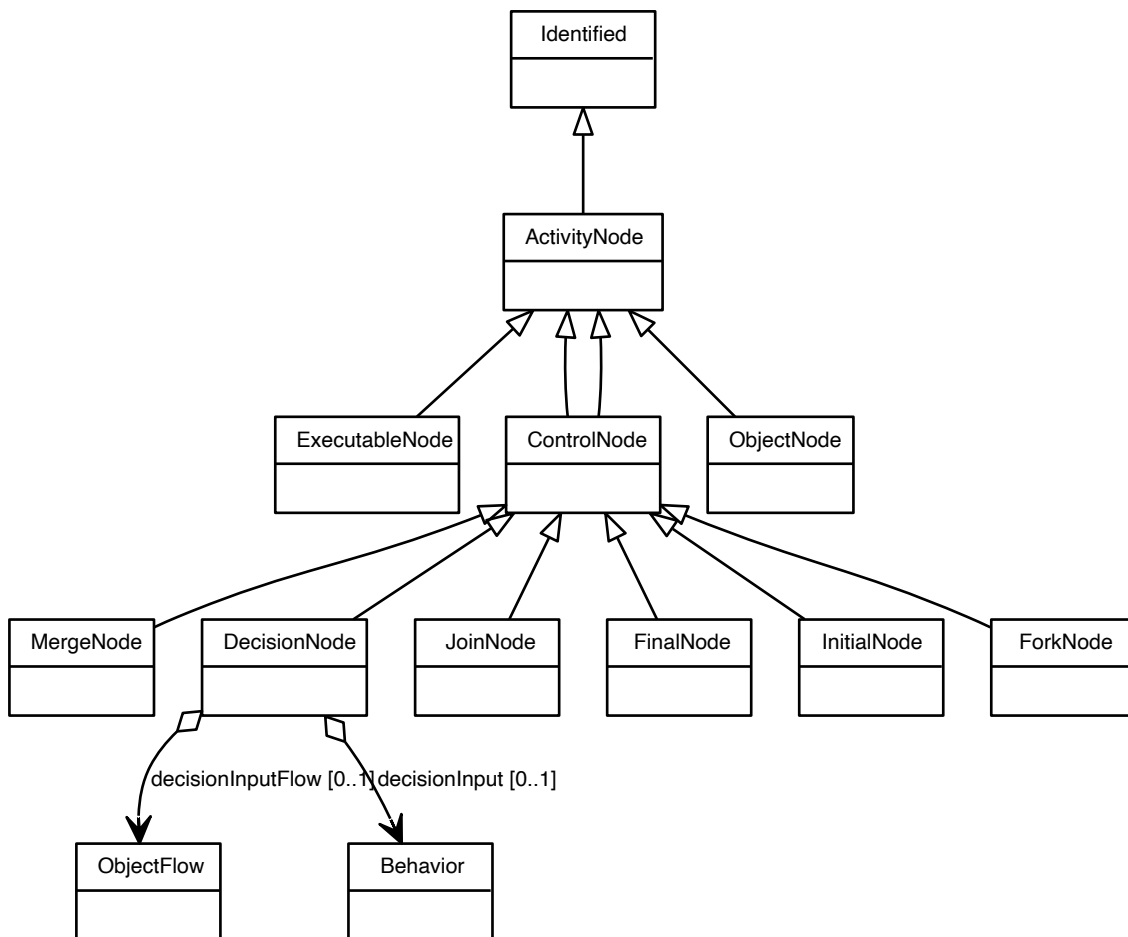 Identified
ActivityNode
ExecutableNode
ControlNode
ObjectNode
MergeNode
DecisionNode
JoinNode
FinalNode
InitialNode
ForkNode
decisionInputFlow [0..1]
decisionInput [0..1]
ObjectFlow
Behavior